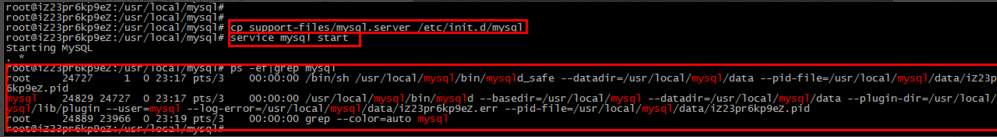 root@iz23pr6kp9ez:/usr/local/mysql#
root@iz23pr6kp9ez:/usr/local/mysql#
root@iz23pr6kp9ez:/usr/local/mysql# cp support-files/mysql.server /etc/init.d/mysql
root@iz23pr6kp9ez:/usr/local/mysql# service mysql start
Starting MySQL
. *
root@iz23pr6kp9ez:/usr/local/mysql# ps -ef|grep mysql
root 24727 1 0 23:17 pts/3 00:00:00 /bin/sh /usr/local/mysql/bin/mysqld_safe --datadir=/usr/local/mysql/data --pid-file=/usr/local/mysql/data/iz23pr
6kp9ez.pid
mysql 24829 24727 0 23:17 pts/3 00:00:00 /usr/local/mysql/bin/mysqld --basedir=/usr/local/mysql --datadir=/usr/local/mysql/data --plugin-dir=/usr/local/m
ysql/lib/plugin --user=mysql --log-error=/usr/local/mysql/data/iz23pr6kp9ez.err --pid-file=/usr/local/mysql/data/iz23pr6kp9ez.pid
root 24889 23966 0 23:19 pts/3 00:00:00 grep --color=auto mysql
root@iz23pr6kp9ez:/usr/local/mysql#